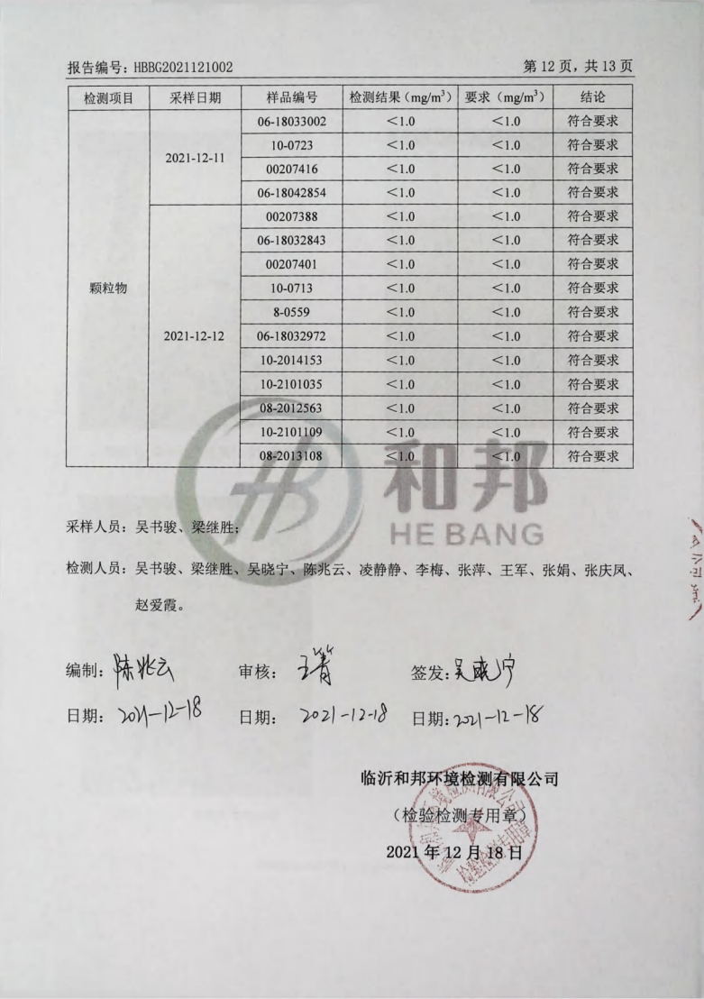 报告编号：HBBG2021121002 第 12 页，共 13 页
检测项目 采样日期 样品编号 检测结果（mg/m³） 要求（mg/m³） 结论
颗粒物 2021-12-11 06-18033002 ＜1.0 ＜1.0 符合要求
10-0723 ＜1.0 ＜1.0 符合要求
00207416 ＜1.0 ＜1.0 符合要求
06-18042854 ＜1.0 ＜1.0 符合要求
2021-12-12 00207388 ＜1.0 ＜1.0 符合要求
06-18032843 ＜1.0 ＜1.0 符合要求
00207401 ＜1.0 ＜1.0 符合要求
10-0713 ＜1.0 ＜1.0 符合要求
8-0559 ＜1.0 ＜1.0 符合要求
06-18032972 ＜1.0 ＜1.0 符合要求
10-2014153 ＜1.0 ＜1.0 符合要求
10-2101035 ＜1.0 ＜1.0 符合要求
08-2012563 ＜1.0 ＜1.0 符合要求
10-2101109 ＜1.0 ＜1.0 符合要求
08-2013108 ＜1.0 ＜1.0 符合要求
和邦
HE BANG
采样人员：吴书骏、梁继胜；
检测人员：吴书骏、梁继胜、吴晓宁、陈兆云、凌静静、李梅、张萍、王军、张娟、张庆凤、
赵爱霞。
编制：陈兆云 审核： 签发：吴晓宁
日期：2021-12-18 日期：2021-12-18 日期：2021-12-18
临沂和邦环境检测有限公司
（检验检测专用章）
2021 年 12 月 18 日
检验检测专用章